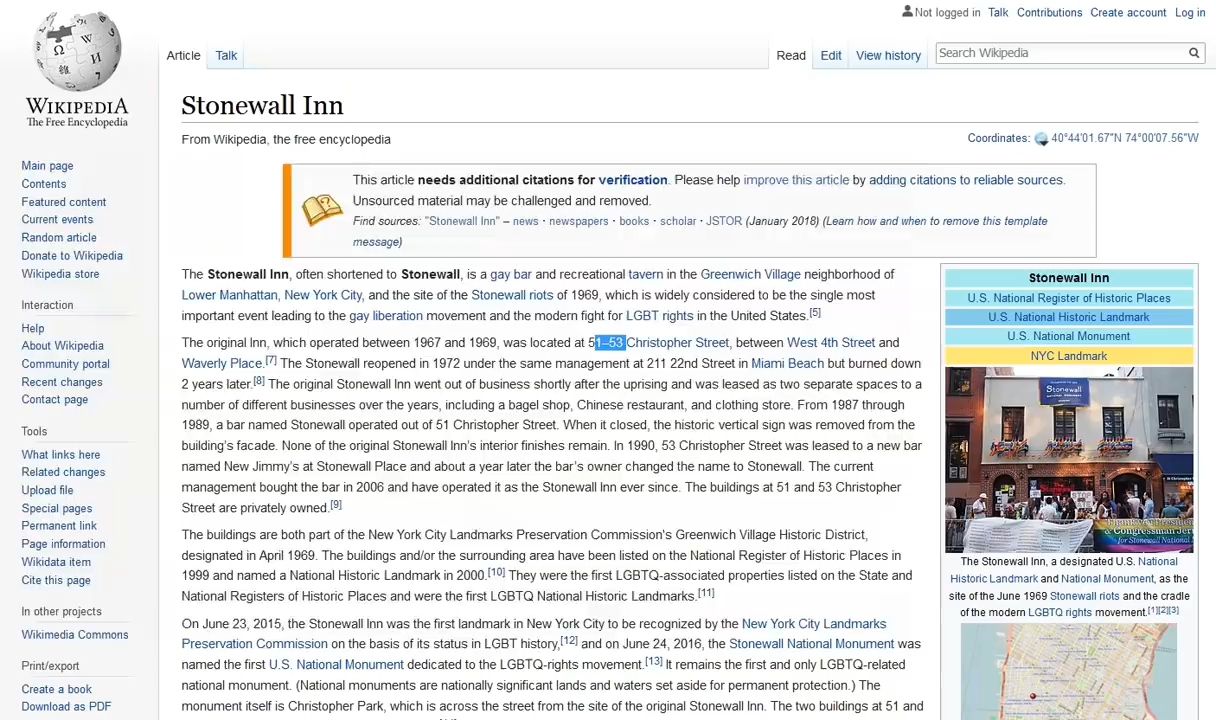 Not logged in Talk Contributions Create account Log in
Article Talk Read Edit View history Search Wikipedia
WIKIPEDIA
The Free Encyclopedia
Stonewall Inn
From Wikipedia, the free encyclopedia
Coordinates: 40°44′01.67″N 74°00′07.56″W
Main page
Contents
Featured content
Current events
Random article
Donate to Wikipedia
Wikipedia store
Interaction
Help
About Wikipedia
Community portal
Recent changes
Contact page
Tools
What links here
Related changes
Upload file
Special pages
Permanent link
Page information
Wikidata item
Cite this page
In other projects
Wikimedia Commons
Print/export
Create a book
Download as PDF
This article needs additional citations for verification. Please help improve this article by adding citations to reliable sources.
Unsourced material may be challenged and removed.
Find sources: "Stonewall Inn" – news · newspapers · books · scholar · JSTOR (January 2018) (Learn how and when to remove this template
message)
The Stonewall Inn, often shortened to Stonewall, is a gay bar and recreational tavern in the Greenwich Village neighborhood of
Lower Manhattan, New York City, and the site of the Stonewall riots of 1969, which is widely considered to be the single most
important event leading to the gay liberation movement and the modern fight for LGBT rights in the United States.[5]
The original Inn, which operated between 1967 and 1969, was located at 51–53 Christopher Street, between West 4th Street and
Waverly Place.[7] The Stonewall reopened in 1972 under the same management at 211 22nd Street in Miami Beach but burned down
2 years later.[8] The original Stonewall Inn went out of business shortly after the uprising and was leased as two separate spaces to a
number of different businesses over the years, including a bagel shop, Chinese restaurant, and clothing store. From 1987 through
1989, a bar named Stonewall operated out of 51 Christopher Street. When it closed, the historic vertical sign was removed from the
building's facade. None of the original Stonewall Inn's interior finishes remain. In 1990, 53 Christopher Street was leased to a new bar
named New Jimmy's at Stonewall Place and about a year later the bar's owner changed the name to Stonewall. The current
management bought the bar in 2006 and have operated it as the Stonewall Inn ever since. The buildings at 51 and 53 Christopher
Street are privately owned.[9]
The buildings are both part of the New York City Landmarks Preservation Commission's Greenwich Village Historic District,
designated in April 1969. The buildings and the surrounding area have been listed on the National Register of Historic Places in
1999 and named a National Historic Landmark in 2000.[10] They were the first LGBTQ-associated properties listed on the State and
National Registers of Historic Places and were the first LGBTQ National Historic Landmarks.[11]
On June 23, 2015, the Stonewall Inn was the first landmark in New York City to be recognized by the New York City Landmarks
Preservation Commission on the basis of its status in LGBT history,[12] and on June 24, 2016, the Stonewall National Monument was
named the first U.S. National Monument dedicated to the LGBTQ-rights movement.[13] It remains the first and only LGBTQ-related
national monument. (National monuments are nationally significant lands and waters set aside for permanent protection.) The
monument itself is Christopher Park, which is across the street from the site of the original Stonewall Inn. The two buildings at 51 and
Stonewall Inn
U.S. National Register of Historic Places
U.S. National Historic Landmark
U.S. National Monument
NYC Landmark
Stonewall
STOP
Thank you President
Congressman Jerrold
for Stonewall National
The Stonewall Inn, a designated U.S. National
Historic Landmark and National Monument, as the
site of the June 1969 Stonewall riots and the cradle
of the modern LGBTQ rights movement.[1][2][3]